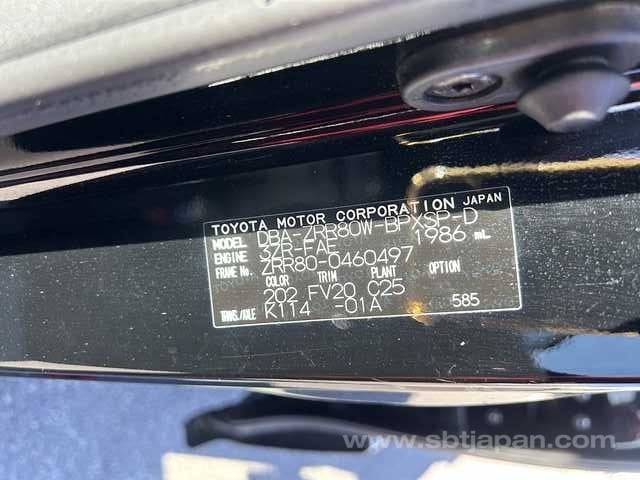 TOYOTA MOTOR CORPORATION JAPAN
MODEL DBA-ZRR80W-BPXSP-D
ENGINE 3ZR-FAE 1986 mL
FRAME No. ZRR80-0460497
COLOR TRIM PLANT OPTION
202 FV20 C25
TRANS./AXLE K114 -01A 585
www.sbtjapan.com